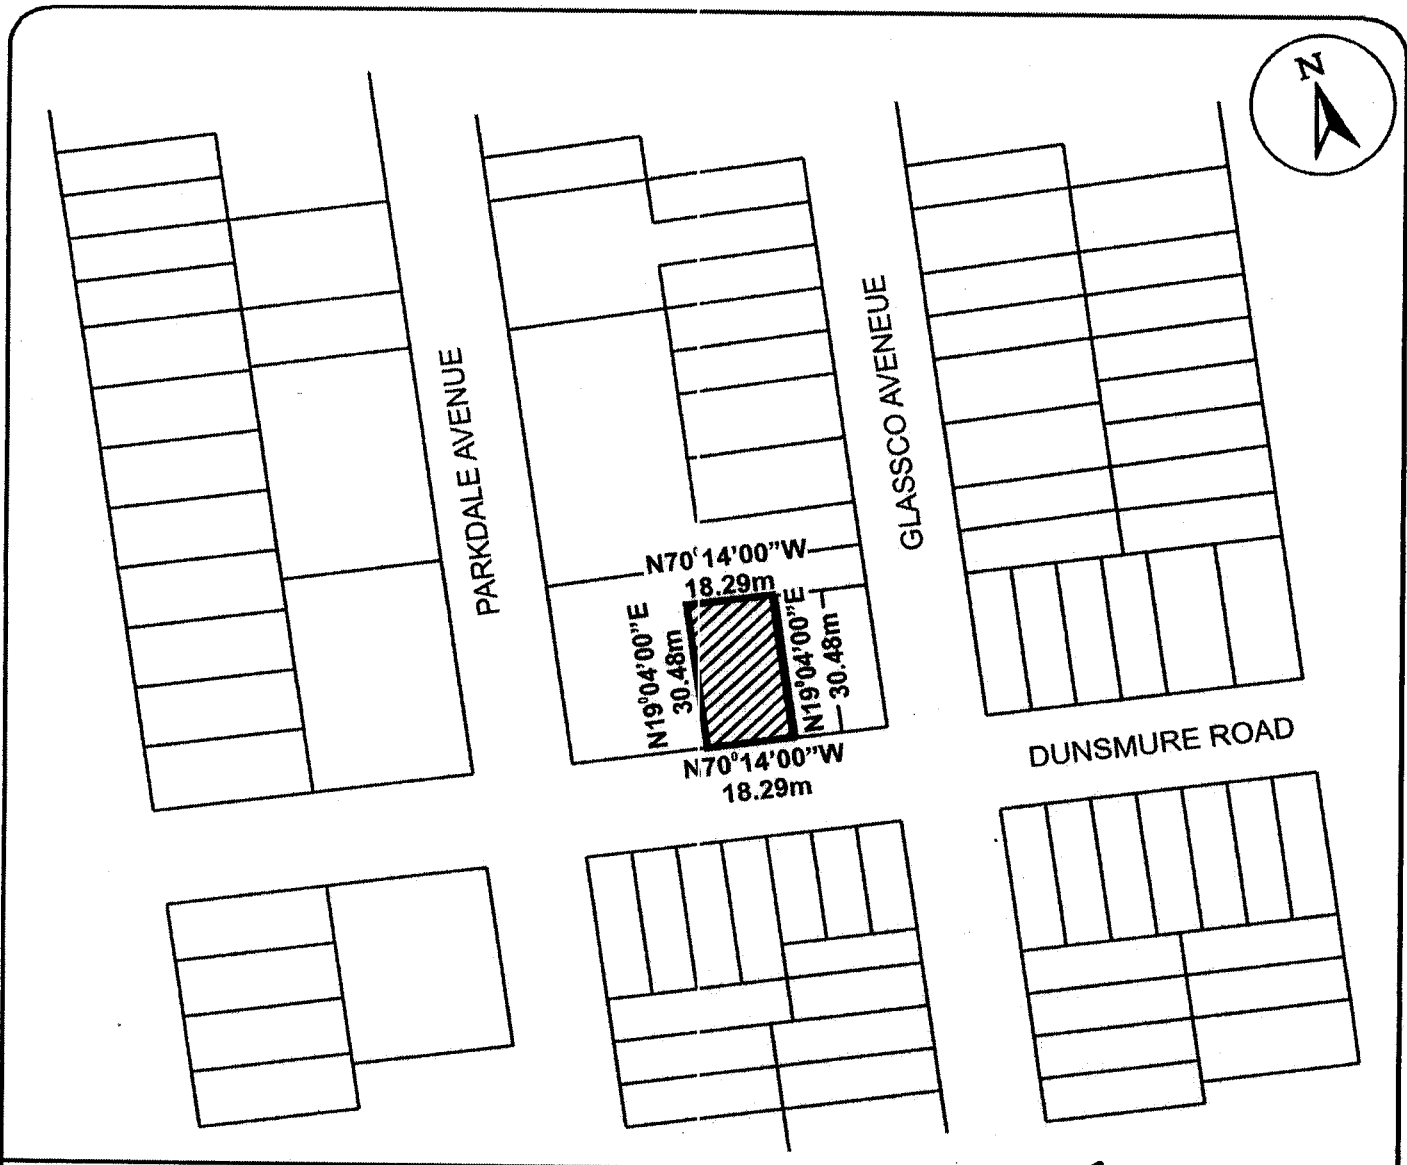 N
PARKDALE AVENUE
GLASSCO AVENEUE
N70°14'00”W
18.29m
N19°04'00”E
30.48m
N19°04'00”E
30.48m
N70°14'00”W
18.29m
DUNSMURE ROAD